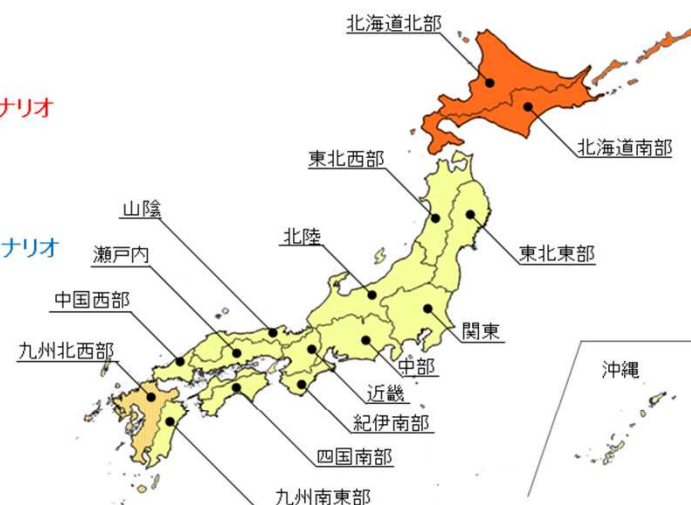 北海道北部
ナリオ
北海道南部
東北西部
山陰
北陸
ナリオ
瀬戸内
東北東部
中国西部
関東
九州北西部
中部
沖縄
近畿
紀伊南部
四国南部
九州南東部